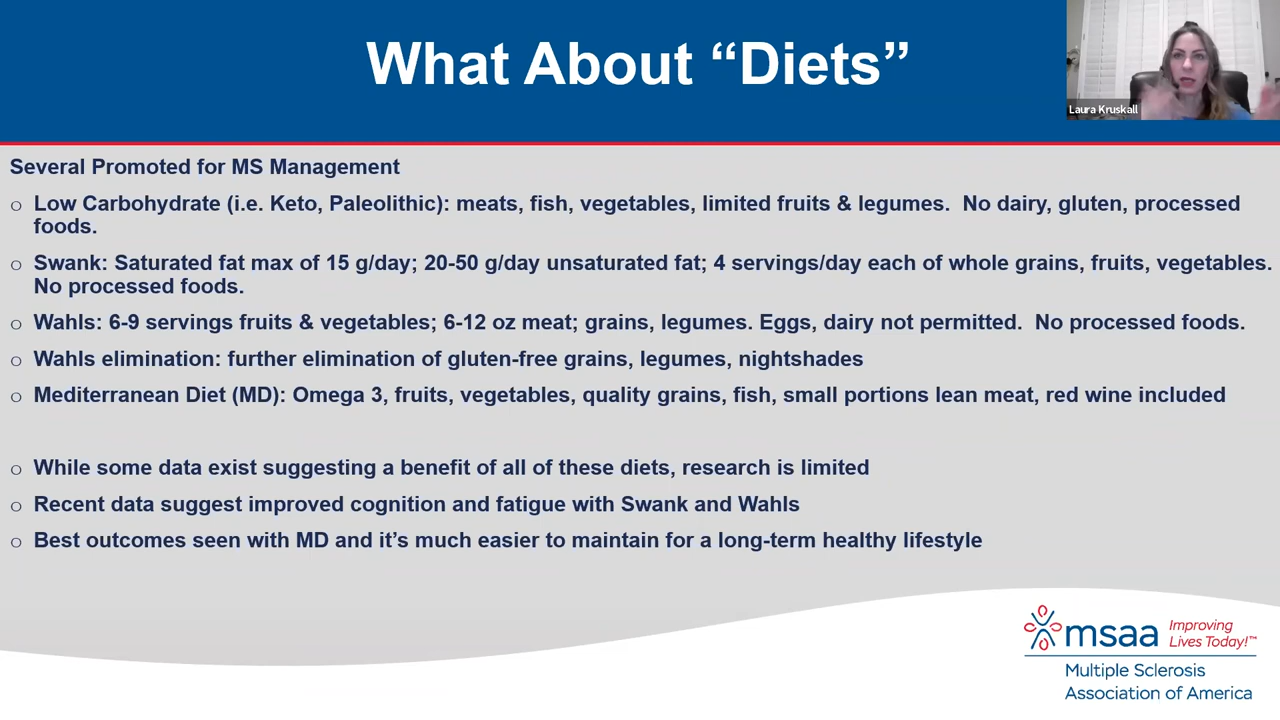 What About “Diets”
Laura Kruskall
Several Promoted for MS Management
o Low Carbohydrate (i.e. Keto, Paleolithic): meats, fish, vegetables, limited fruits & legumes.  No dairy, gluten, processed
foods.
o Swank: Saturated fat max of 15 g/day; 20-50 g/day unsaturated fat; 4 servings/day each of whole grains, fruits, vegetables.
No processed foods.
o Wahls: 6-9 servings fruits & vegetables; 6-12 oz meat; grains, legumes. Eggs, dairy not permitted.  No processed foods.
o Wahls elimination: further elimination of gluten-free grains, legumes, nightshades
o Mediterranean Diet (MD): Omega 3, fruits, vegetables, quality grains, fish, small portions lean meat, red wine included
o While some data exist suggesting a benefit of all of these diets, research is limited
o Recent data suggest improved cognition and fatigue with Swank and Wahls
o Best outcomes seen with MD and it’s much easier to maintain for a long-term healthy lifestyle
msaa
Improving
Lives Today!™
Multiple Sclerosis
Association of America